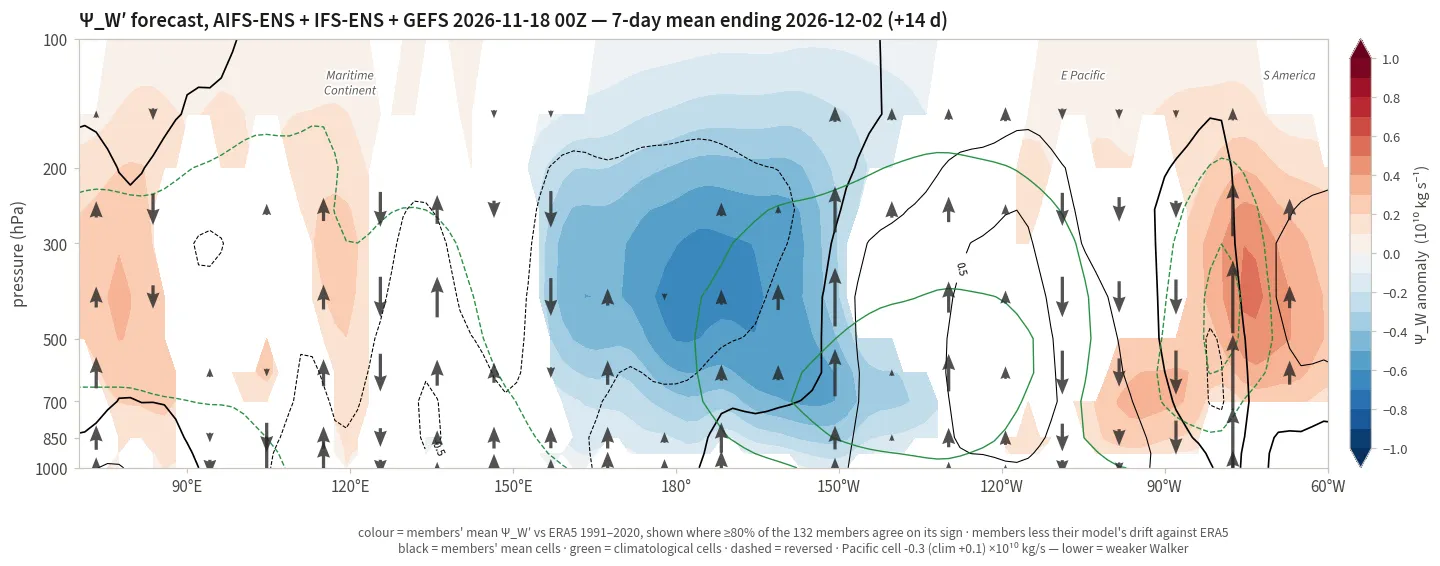 Ψ_W′ forecast, AIFS-ENS + IFS-ENS + GEFS 2026-11-18 00Z — 7-day mean ending 2026-12-02 (+14 d)
100
200
300
500
700
850
1000
pressure (hPa)
Maritime
Continent
E Pacific
S America
0.5
0.5
90°E
120°E
150°E
180°
150°W
120°W
90°W
60°W
1.0
0.8
0.6
0.4
0.2
0.0
−0.2
−0.4
−0.6
−0.8
−1.0
Ψ_W anomaly (10¹⁰ kg s⁻¹)
colour = members' mean Ψ_W′ vs ERA5 1991–2020, shown where ≥80% of the 132 members agree on its sign · members less their model's drift against ERA5
black = members' mean cells · green = climatological cells · dashed = reversed · Pacific cell -0.3 (clim +0.1) ×10¹⁰ kg/s — lower = weaker Walker